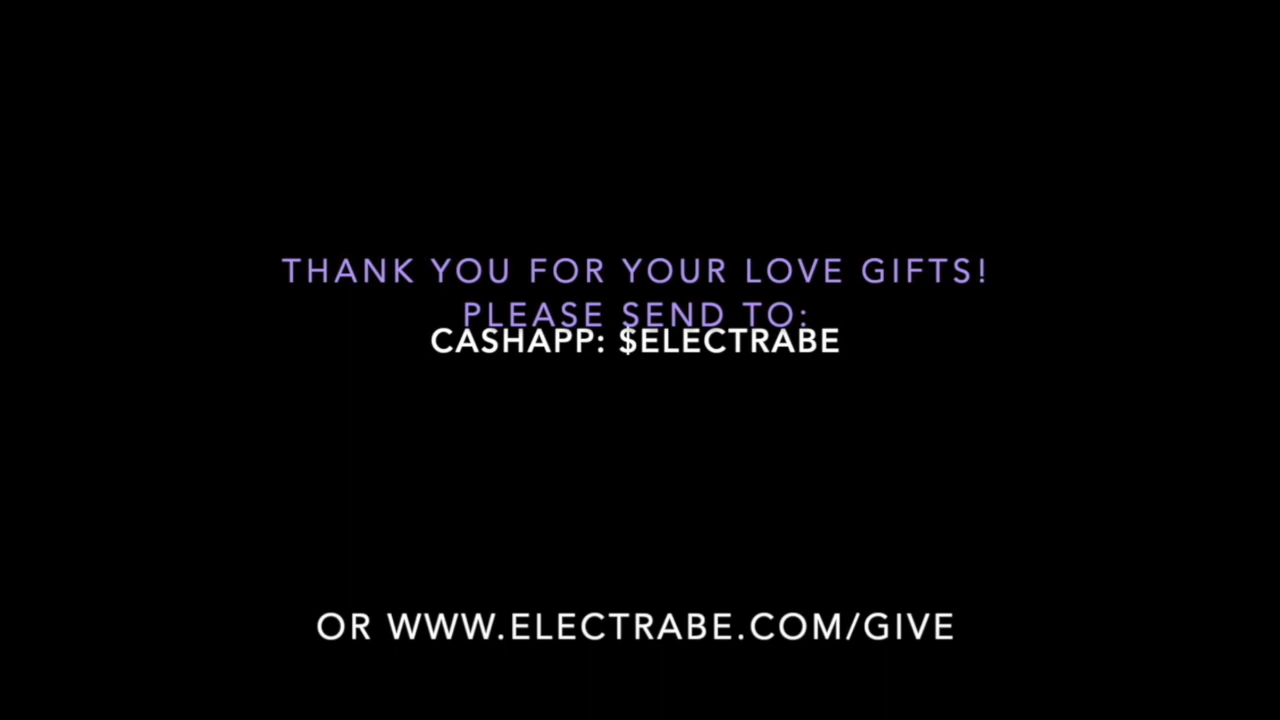 THANK YOU FOR YOUR LOVE GIFTS!
PLEASE SEND TO:
CASHAPP: $ELECTRABE
OR WWW.ELECTRABE.COM/GIVE